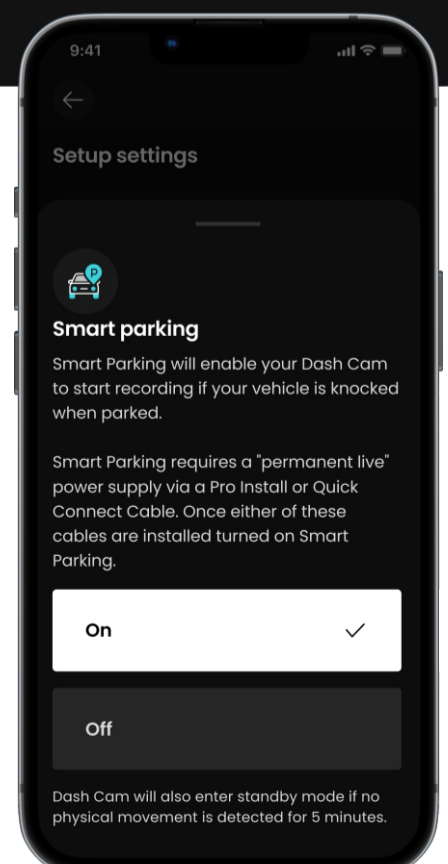 9:41
Setup settings
P
Smart parking
Smart Parking will enable your Dash Cam
to start recording if your vehicle is knocked
when parked.
Smart Parking requires a "permanent live"
power supply via a Pro Install or Quick
Connect Cable. Once either of these
cables are installed turned on Smart
Parking.
On
Off
Dash Cam will also enter standby mode if no
physical movement is detected for 5 minutes.